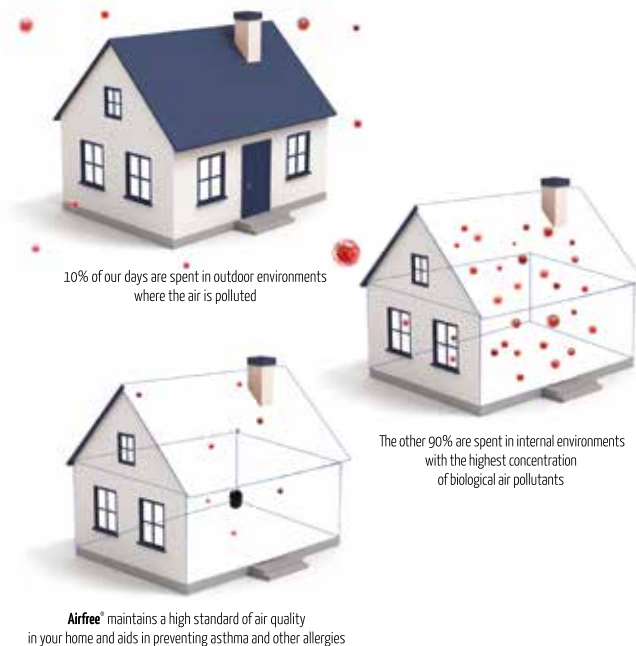 10% of our days are spent in outdoor environments
where the air is polluted
The other 90% are spent in internal environments
with the highest concentration
of biological air pollutants
Airfree® maintains a high standard of air quality
in your home and aids in preventing asthma and other allergies